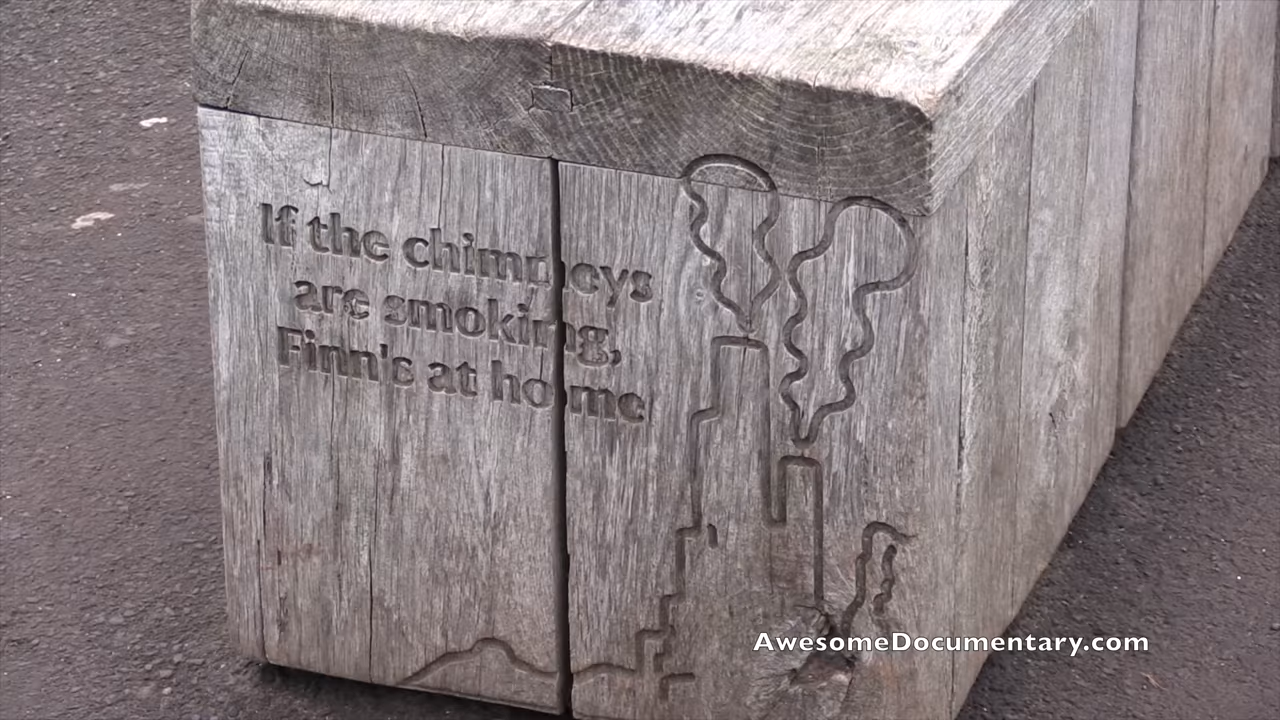 If the chimneys
are smoking,
Finn's at home
AwesomeDocumentary.com